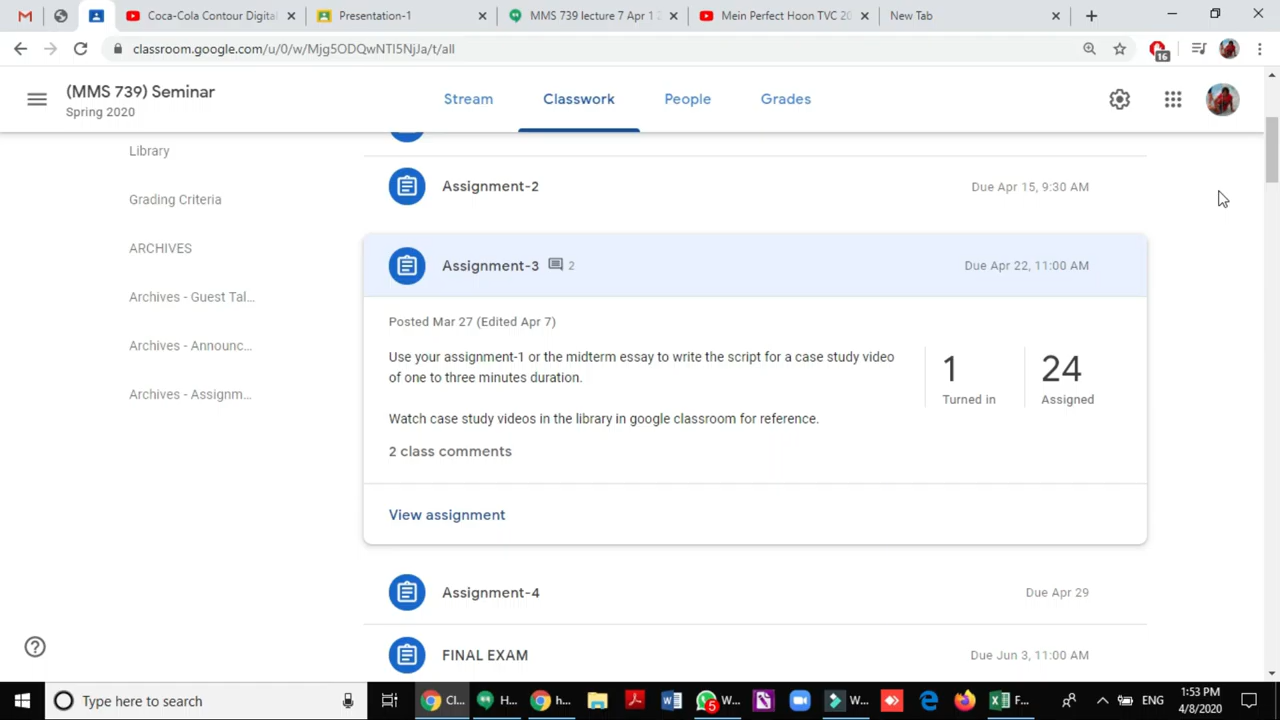 Coca-Cola Contour Digital
Presentation-1
MMS 739 lecture 7 Apr 1 2
Mein Perfect Hoon TVC 20
New Tab
classroom.google.com/u/0/w/Mjg5ODQwNTI5NjJa/t/all
16
(MMS 739) Seminar
Spring 2020
Stream
Classwork
People
Grades
Library
Grading Criteria
ARCHIVES
Archives - Guest Tal...
Archives - Announc...
Archives - Assignm...
Assignment-2
Due Apr 15, 9:30 AM
Assignment-3
2
Due Apr 22, 11:00 AM
Posted Mar 27 (Edited Apr 7)
Use your assignment-1 or the midterm essay to write the script for a case study video
of one to three minutes duration.
Watch case study videos in the library in google classroom for reference.
2 class comments
1
Turned in
24
Assigned
View assignment
Assignment-4
Due Apr 29
FINAL EXAM
Due Jun 3, 11:00 AM
Type here to search
Cl...
H...
h...
5
W...
W...
F...
ENG
1:53 PM
4/8/2020